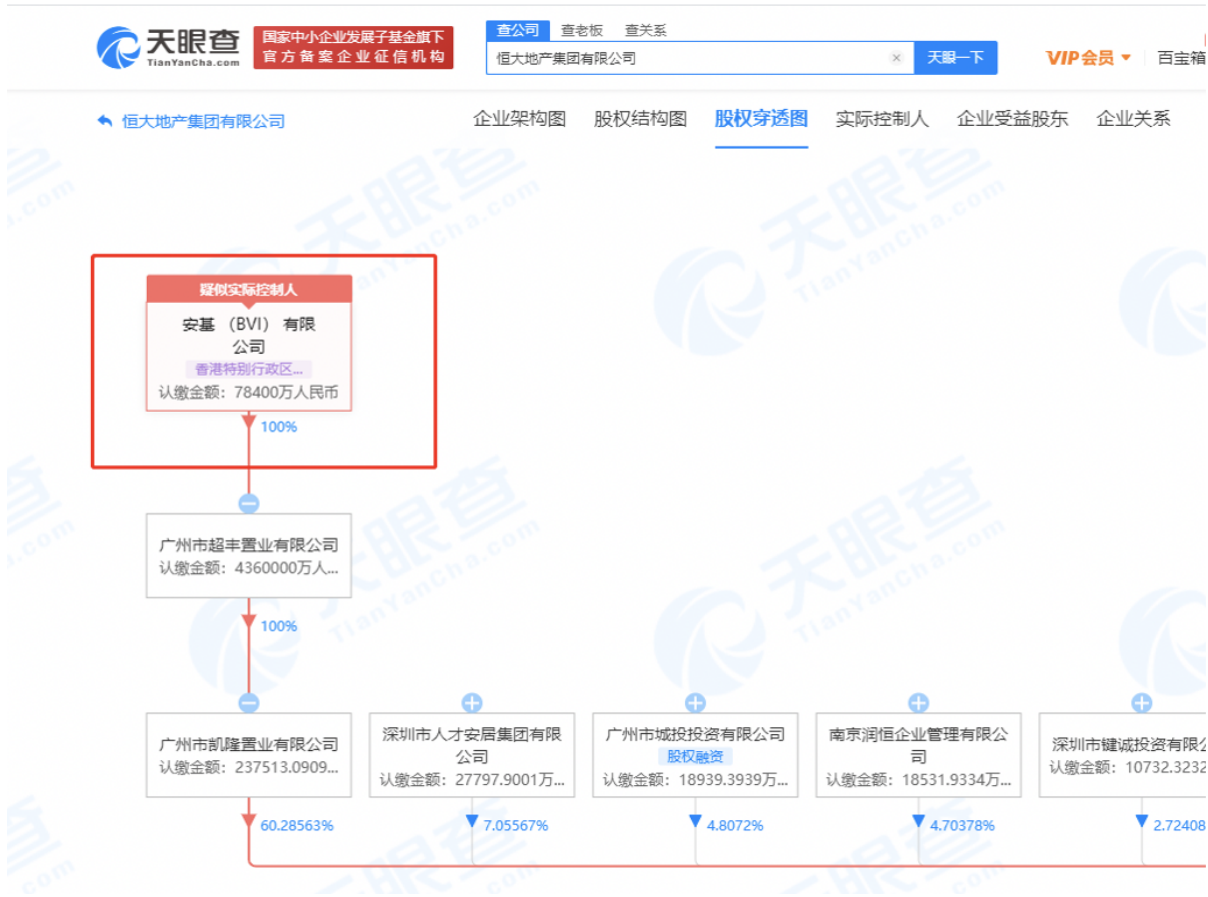 天眼查
TianYanCha.com
国家中小企业发展子基金旗下
官方备案企业征信机构
查公司 查老板 查关系
恒大地产集团有限公司 × 天眼一下
VIP会员 百宝箱
恒大地产集团有限公司
企业架构图 股权结构图 股权穿透图 实际控制人 企业受益股东 企业关系
疑似实际控制人
安基 （BVI） 有限
公司
香港特别行政区...
认缴金额：78400万人民币
100%
广州市超丰置业有限公司
认缴金额：4360000万人...
100%
广州市凯隆置业有限公司
认缴金额：237513.0909...
60.28563%
深圳市人才安居集团有限
公司
认缴金额：27797.9001万...
7.05567%
广州市城投投资有限公司
股权融资
认缴金额：18939.3939万...
4.8072%
南京润恒企业管理有限公
司
认缴金额：18531.9334万...
4.70378%
深圳市键诚投资有限公
认缴金额：10732.3232
2.72408
天眼查
TianYanCha.com